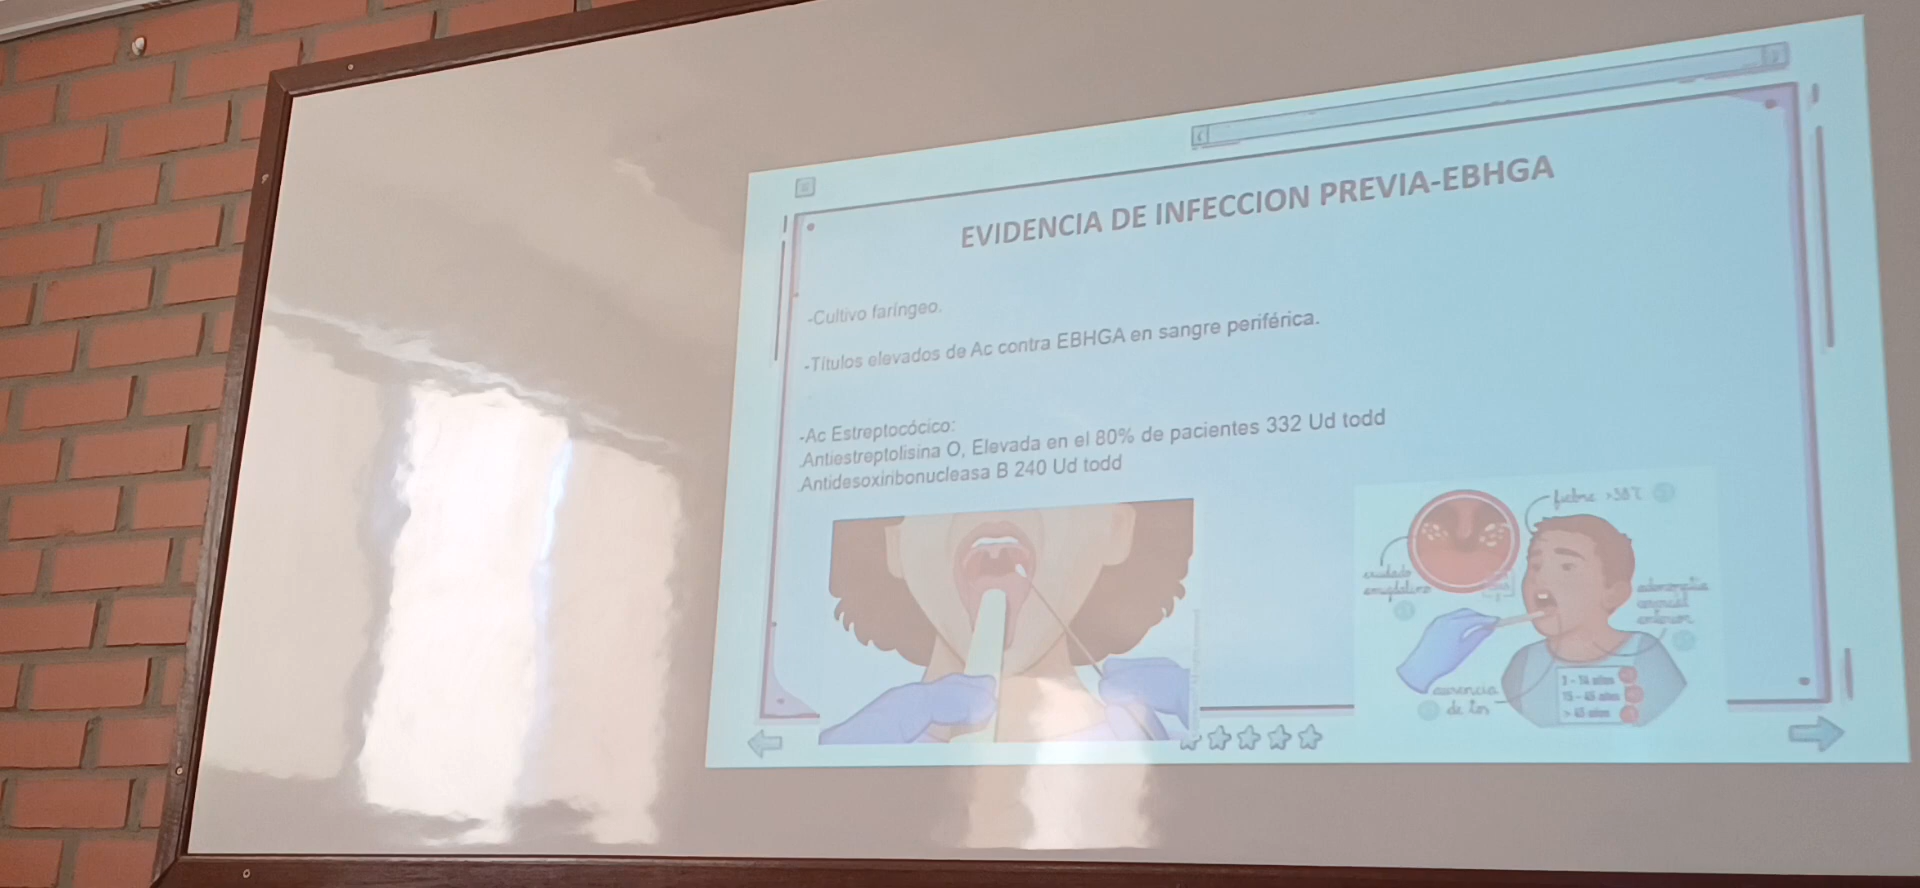 EVIDENCIA DE INFECCION PREVIA-EBHGA
-Cultivo faríngeo.
-Títulos elevados de Ac contra EBHGA en sangre periférica.
-Ac Estreptocócico:
.Antiestreptolisina O, Elevada en el 80% de pacientes 332 Ud todd
.Antidesoxiribonucleasa B 240 Ud todd
fiebre >38°C
exudado
amigdalino
adenomegalia
cervical
anterior
ausencia
de tos
3 - 14 años
15 - 45 años
> 45 años